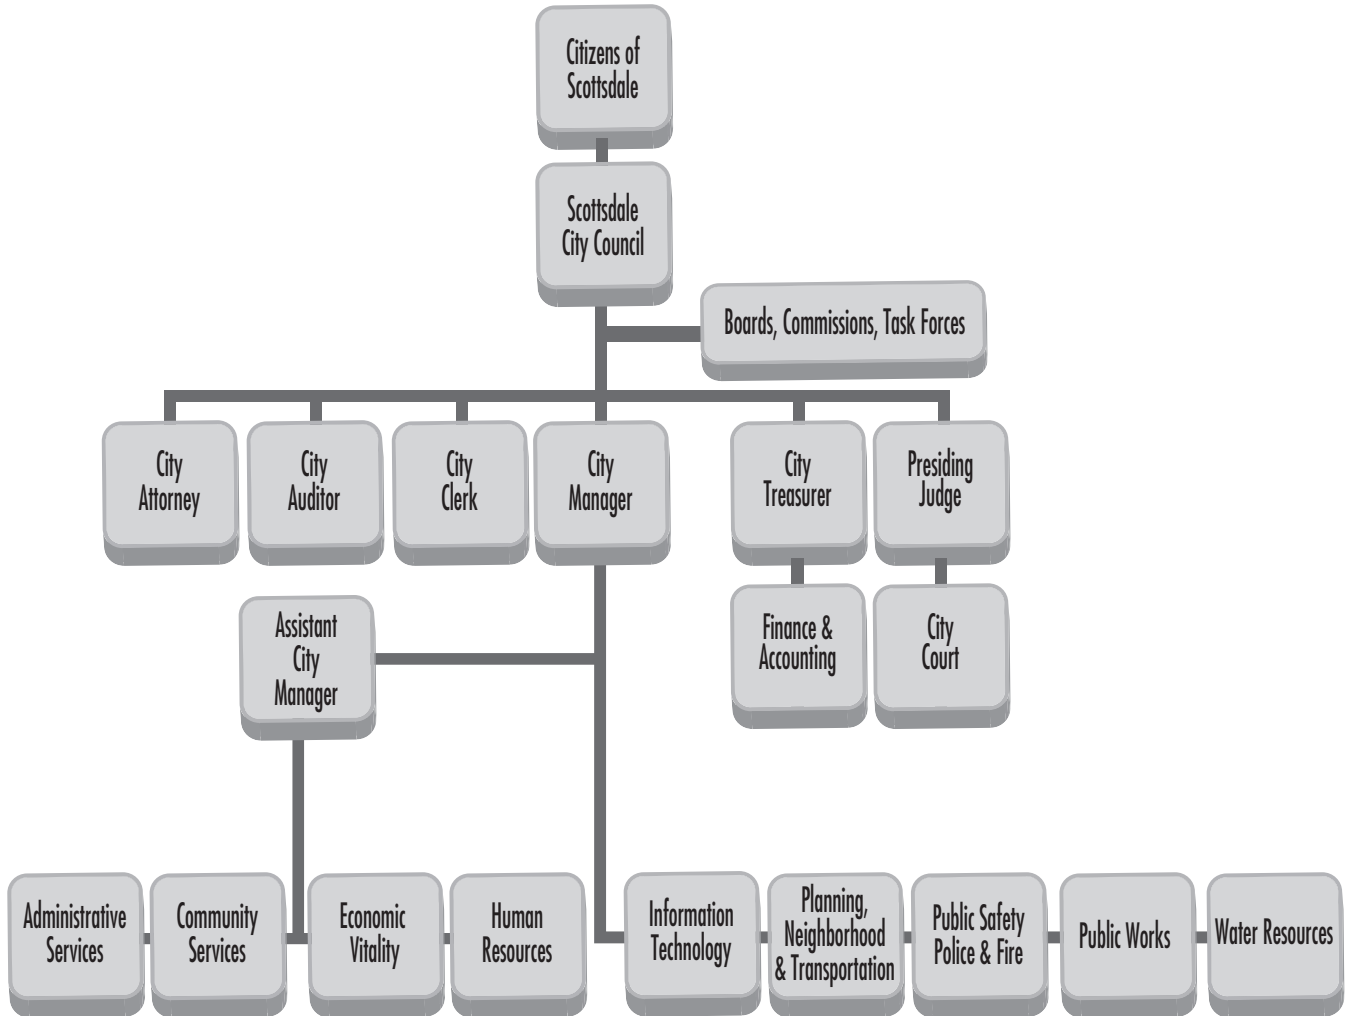 Citizens of
Scottsdale
Scottsdale
City Council
Boards, Commissions, Task Forces
City
Attorney
City
Auditor
City
Clerk
City
Manager
City
Treasurer
Presiding
Judge
Assistant
City
Manager
Finance &
Accounting
City
Court
Administrative
Services
Community
Services
Economic
Vitality
Human
Resources
Information
Technology
Planning,
Neighborhood
& Transportation
Public Safety
Police & Fire
Public Works
Water Resources